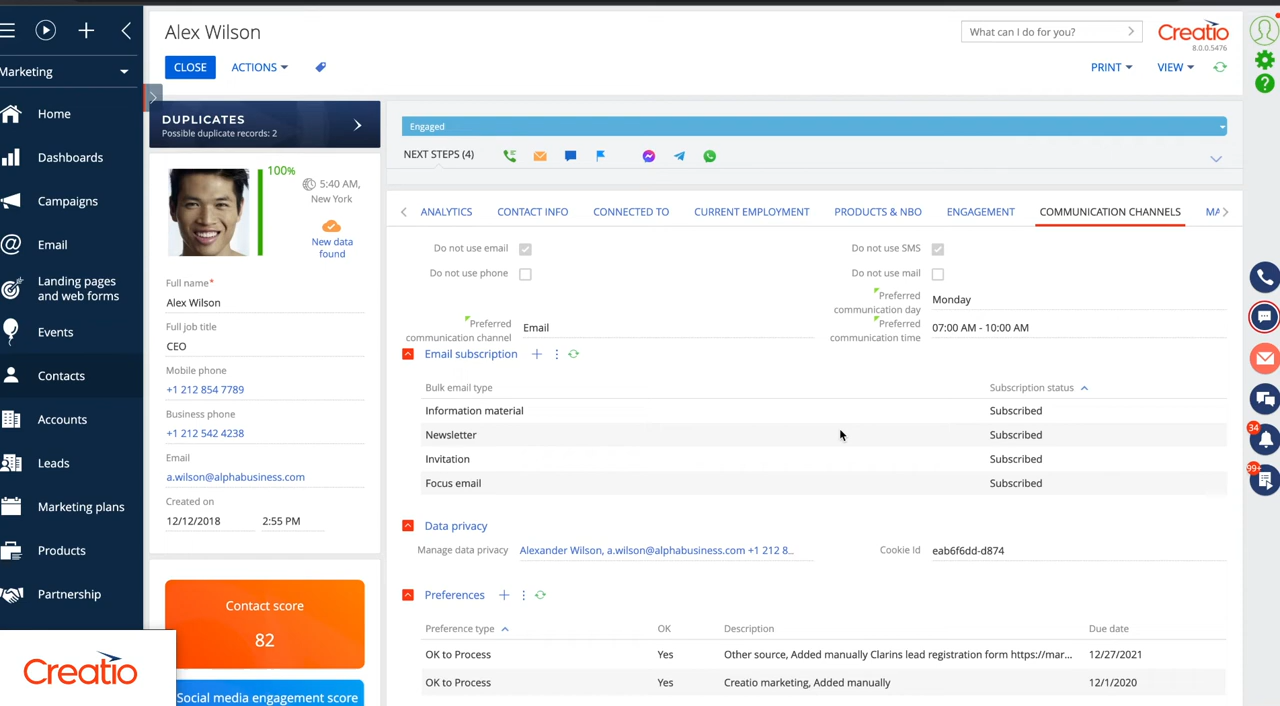 Alex Wilson
What can I do for you?
Creatio
8.0.0.5476
CLOSE
ACTIONS
PRINT
VIEW
Marketing
Home
Dashboards
Campaigns
Email
Landing pages
and web forms
Events
Contacts
Accounts
Leads
Marketing plans
Products
Partnership
Creatio
DUPLICATES
Possible duplicate records: 2
100%
5:40 AM,
New York
New data
found
Full name*
Alex Wilson
Full job title
CEO
Mobile phone
+1 212 854 7789
Business phone
+1 212 542 4238
Email
a.wilson@alphabusiness.com
Created on
12/12/2018 2:55 PM
Contact score
82
Social media engagement score
Engaged
NEXT STEPS (4)
ANALYTICS CONTACT INFO CONNECTED TO CURRENT EMPLOYMENT PRODUCTS & NBO ENGAGEMENT COMMUNICATION CHANNELS MA
Do not use email
Do not use SMS
Do not use phone
Do not use mail
Preferred
communication day
Monday
Preferred
communication channel
Email
Preferred
communication time
07:00 AM - 10:00 AM
Email subscription
Bulk email type Subscription status
Information material Subscribed
Newsletter Subscribed
Invitation Subscribed
Focus email Subscribed
Data privacy
Manage data privacy Alexander Wilson, a.wilson@alphabusiness.com +1 212 8..
Cookie Id eab6f6dd-d874
Preferences
Preference type OK Description Due date
OK to Process Yes Other source, Added manually Clarins lead registration form https://mar... 12/27/2021
OK to Process Yes Creatio marketing, Added manually 12/1/2020
34
99+